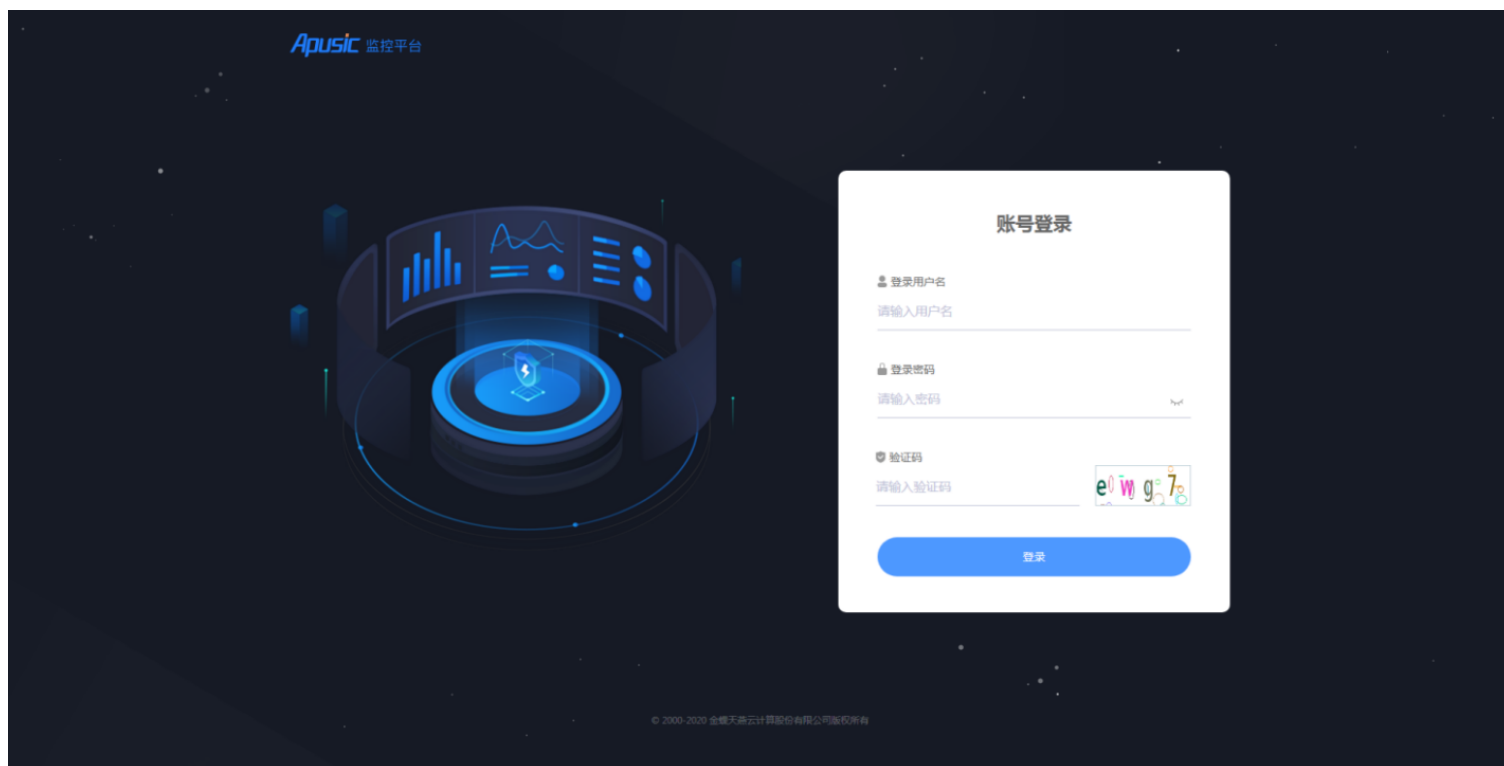 Apusic 监控平台
账号登录
登录用户名
请输入用户名
登录密码
请输入密码
验证码
请输入验证码
e w g 7
登录
© 2000-2020 金蝶天燕云计算股份有限公司版权所有